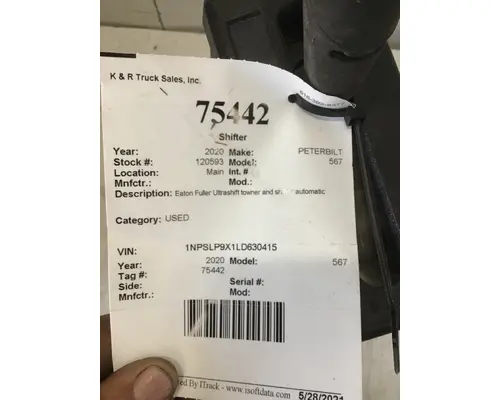 K & R Truck Sales, Inc.
75442
Shifter
Year: 2020 Make: PETERBILT
Stock #: 120593 Model: 567
Location: Main Int. #
Mnfctr.: Mod.:
Description: Eaton Fuller Ultrashift towner and automatic
Category: USED
VIN: 1NPSLP9X1LD630415
Year: 2020 Model: 567
Tag #: 75442
Side: Serial #:
Mnfctr.: Mod:
By ITrack - www.isoftdata.com 5/28/2021